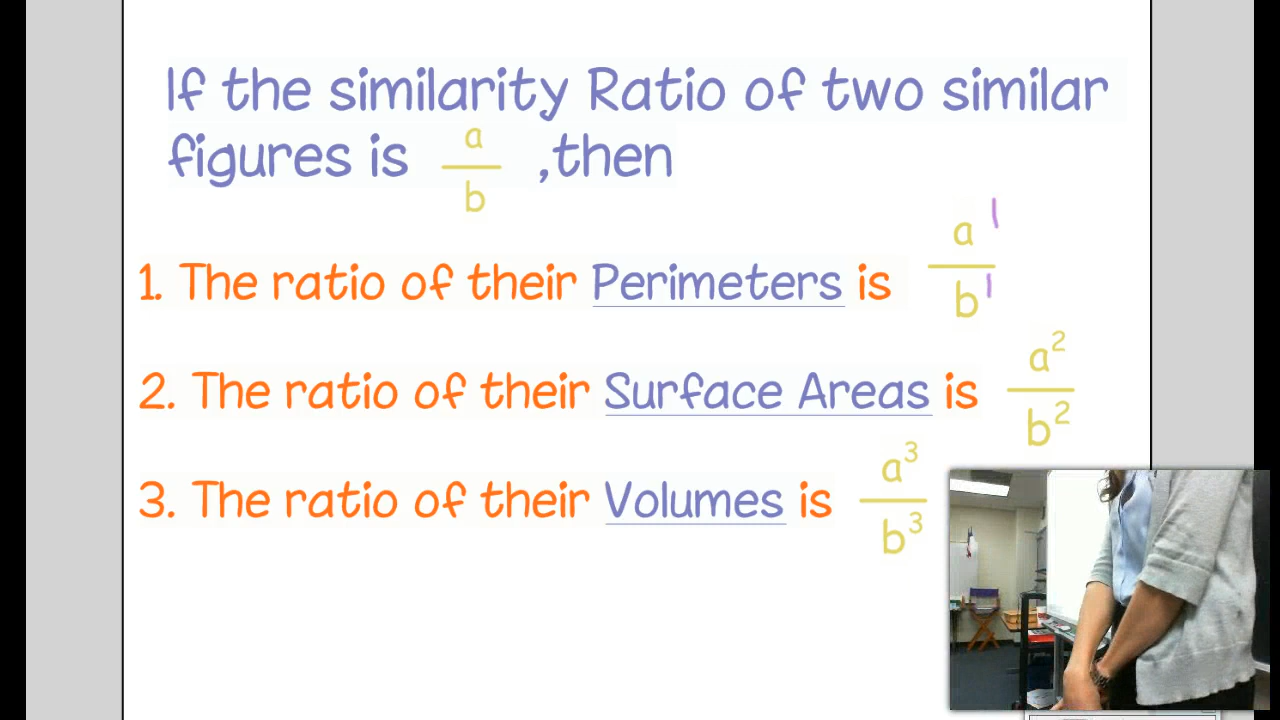 If the similarity Ratio of two similar
figures is a/b ,then
1. The ratio of their Perimeters is a¹/b¹
2. The ratio of their Surface Areas is a²/b²
3. The ratio of their Volumes is a³/b³